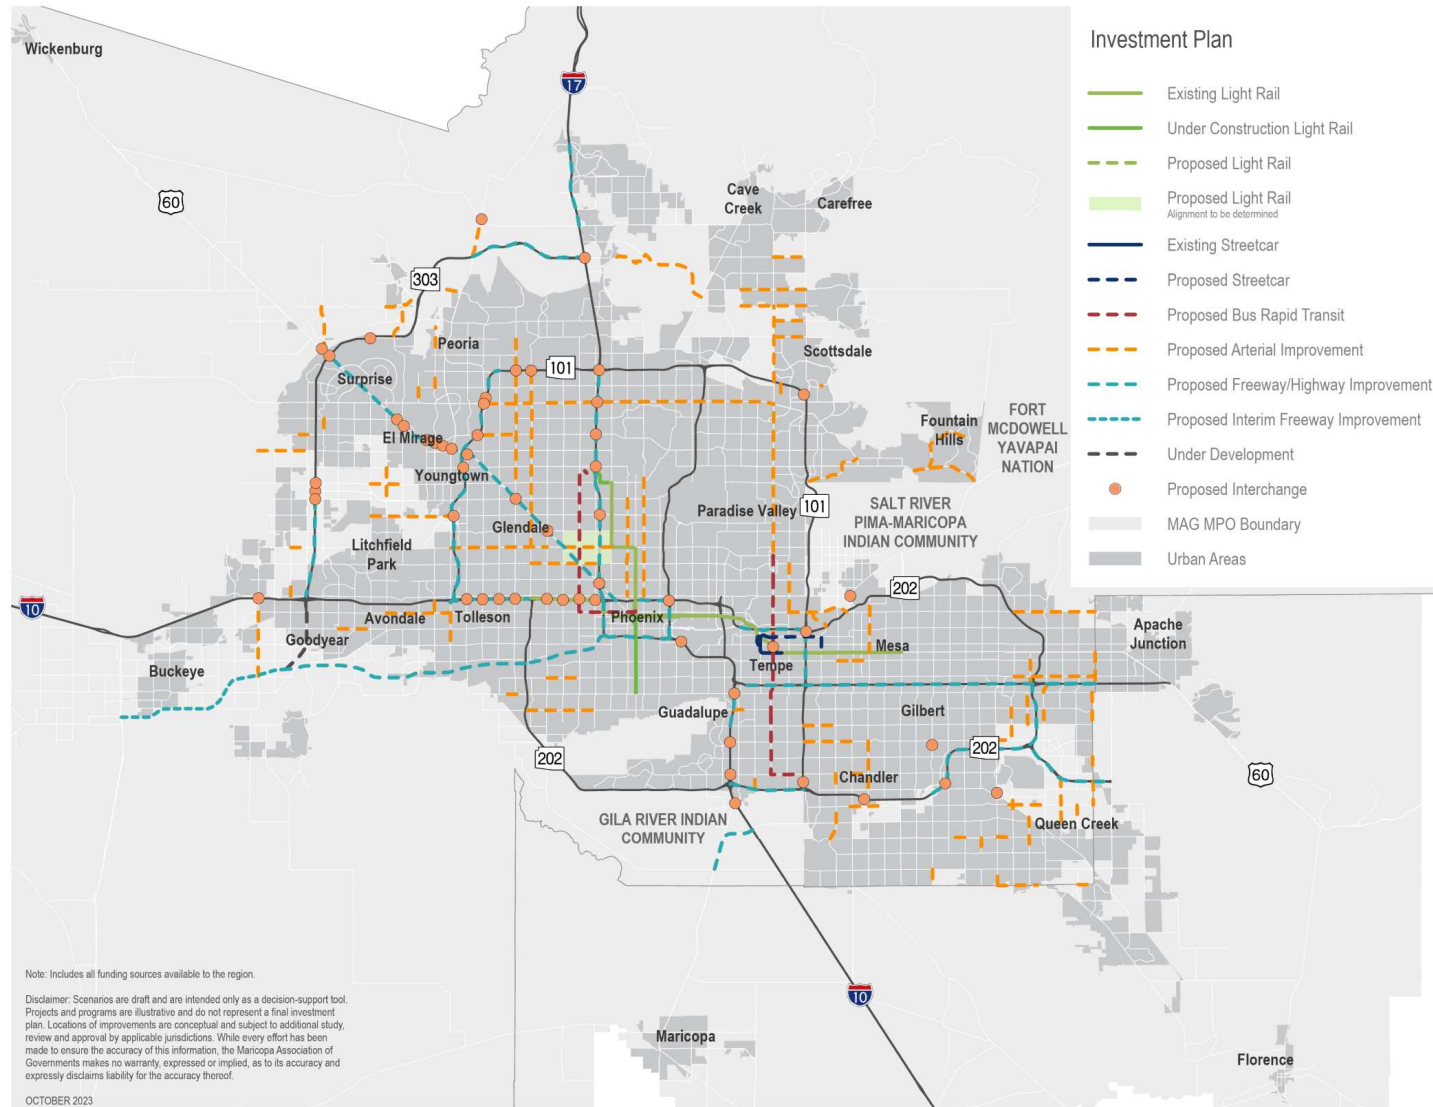 Wickenburg
17
60
Cave
Creek
Carefree
303
Peoria
Surprise
101
Scottsdale
El Mirage
Youngtown
Fountain
Hills
FORT
MCDOWELL
YAVAPAI
NATION
Glendale
Paradise Valley
101
SALT RIVER
PIMA-MARICOPA
INDIAN COMMUNITY
Litchfield
Park
10
202
Avondale
Tolleson
Phoenix
Goodyear
Buckeye
Tempe
Mesa
Apache
Junction
Guadalupe
Gilbert
202
202
Chandler
60
GILA RIVER INDIAN
COMMUNITY
Queen Creek
10
Maricopa
Florence
Investment Plan
Existing Light Rail
Under Construction Light Rail
Proposed Light Rail
Proposed Light Rail
Alignment to be determined
Existing Streetcar
Proposed Streetcar
Proposed Bus Rapid Transit
Proposed Arterial Improvement
Proposed Freeway/Highway Improvement
Proposed Interim Freeway Improvement
Under Development
Proposed Interchange
MAG MPO Boundary
Urban Areas
Note: Includes all funding sources available to the region.
Disclaimer: Scenarios are draft and are intended only as a decision-support tool.
Projects and programs are illustrative and do not represent a final investment
plan. Locations of improvements are conceptual and subject to additional study,
review and approval by applicable jurisdictions. While every effort has been
made to ensure the accuracy of this information, the Maricopa Association of
Governments makes no warranty, expressed or implied, as to its accuracy and
expressly disclaims liability for the accuracy thereof.
OCTOBER 2023